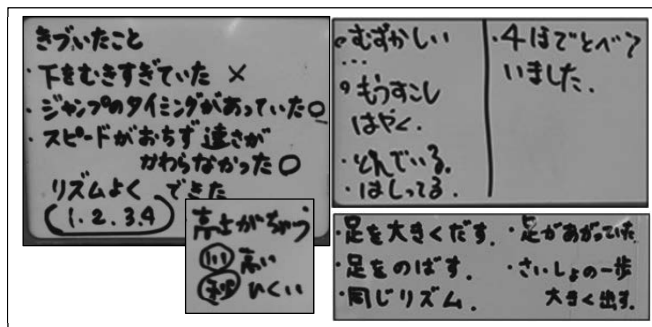 きづいたこと
・下をむきすぎていた ×
・ジャンプのタイミングがあっていた○
・スピードがおちず速さが
かわらなかった○
リズムよく できた
(1.2.3.4)
高さがちがう
高い
ひくい
・むずかしい
…
・もうすこし
はやく.
・とんでいる.
・はしってる.
・4ほでとべて
いました.
・足を大きくだす.
・足をのばす.
・同じリズム.
・足があがっていた
・さいしょの一歩
大きく出す.